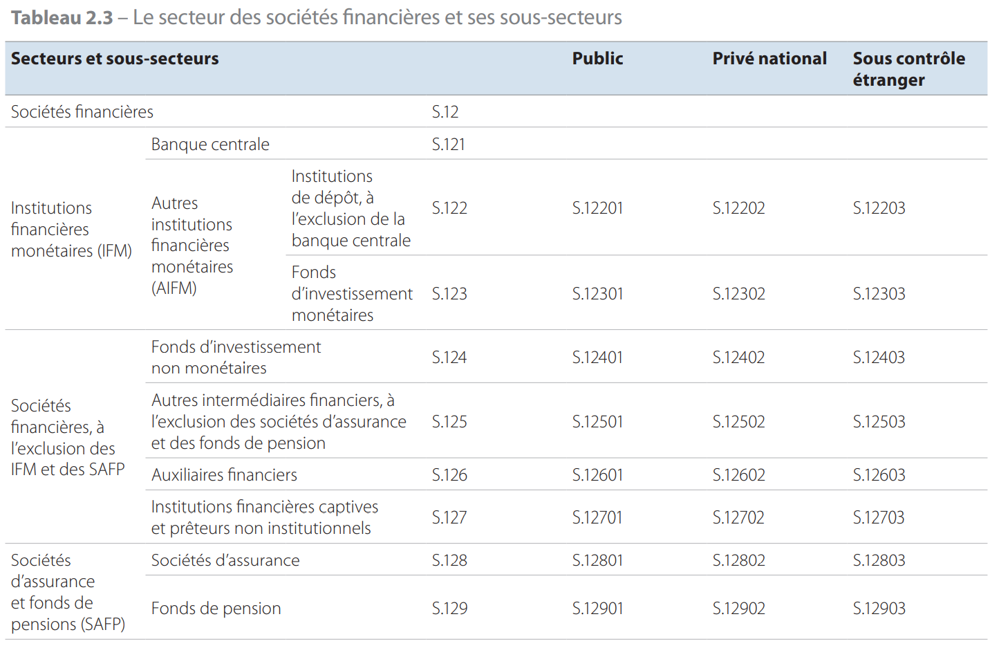 Tableau 2.3 – Le secteur des sociétés financières et ses sous-secteurs
Secteurs et sous-secteurs Public Privé national Sous contrôle
étranger
Sociétés financières S.12
Institutions
financières
monétaires (IFM)
Banque centrale S.121
Autres
institutions
financières
monétaires
(AIFM)
Institutions
de dépôt, à
l’exclusion de la
banque centrale
S.122 S.12201 S.12202 S.12203
Fonds
d’investissement
monétaires
S.123 S.12301 S.12302 S.12303
Sociétés
financières, à
l’exclusion des
IFM et des SAFP
Fonds d’investissement
non monétaires
S.124 S.12401 S.12402 S.12403
Autres intermédiaires financiers, à
l’exclusion des sociétés d’assurance
et des fonds de pension
S.125 S.12501 S.12502 S.12503
Auxiliaires financiers S.126 S.12601 S.12602 S.12603
Institutions financières captives
et prêteurs non institutionnels
S.127 S.12701 S.12702 S.12703
Sociétés
d’assurance
et fonds de
pensions (SAFP)
Sociétés d’assurance S.128 S.12801 S.12802 S.12803
Fonds de pension S.129 S.12901 S.12902 S.12903